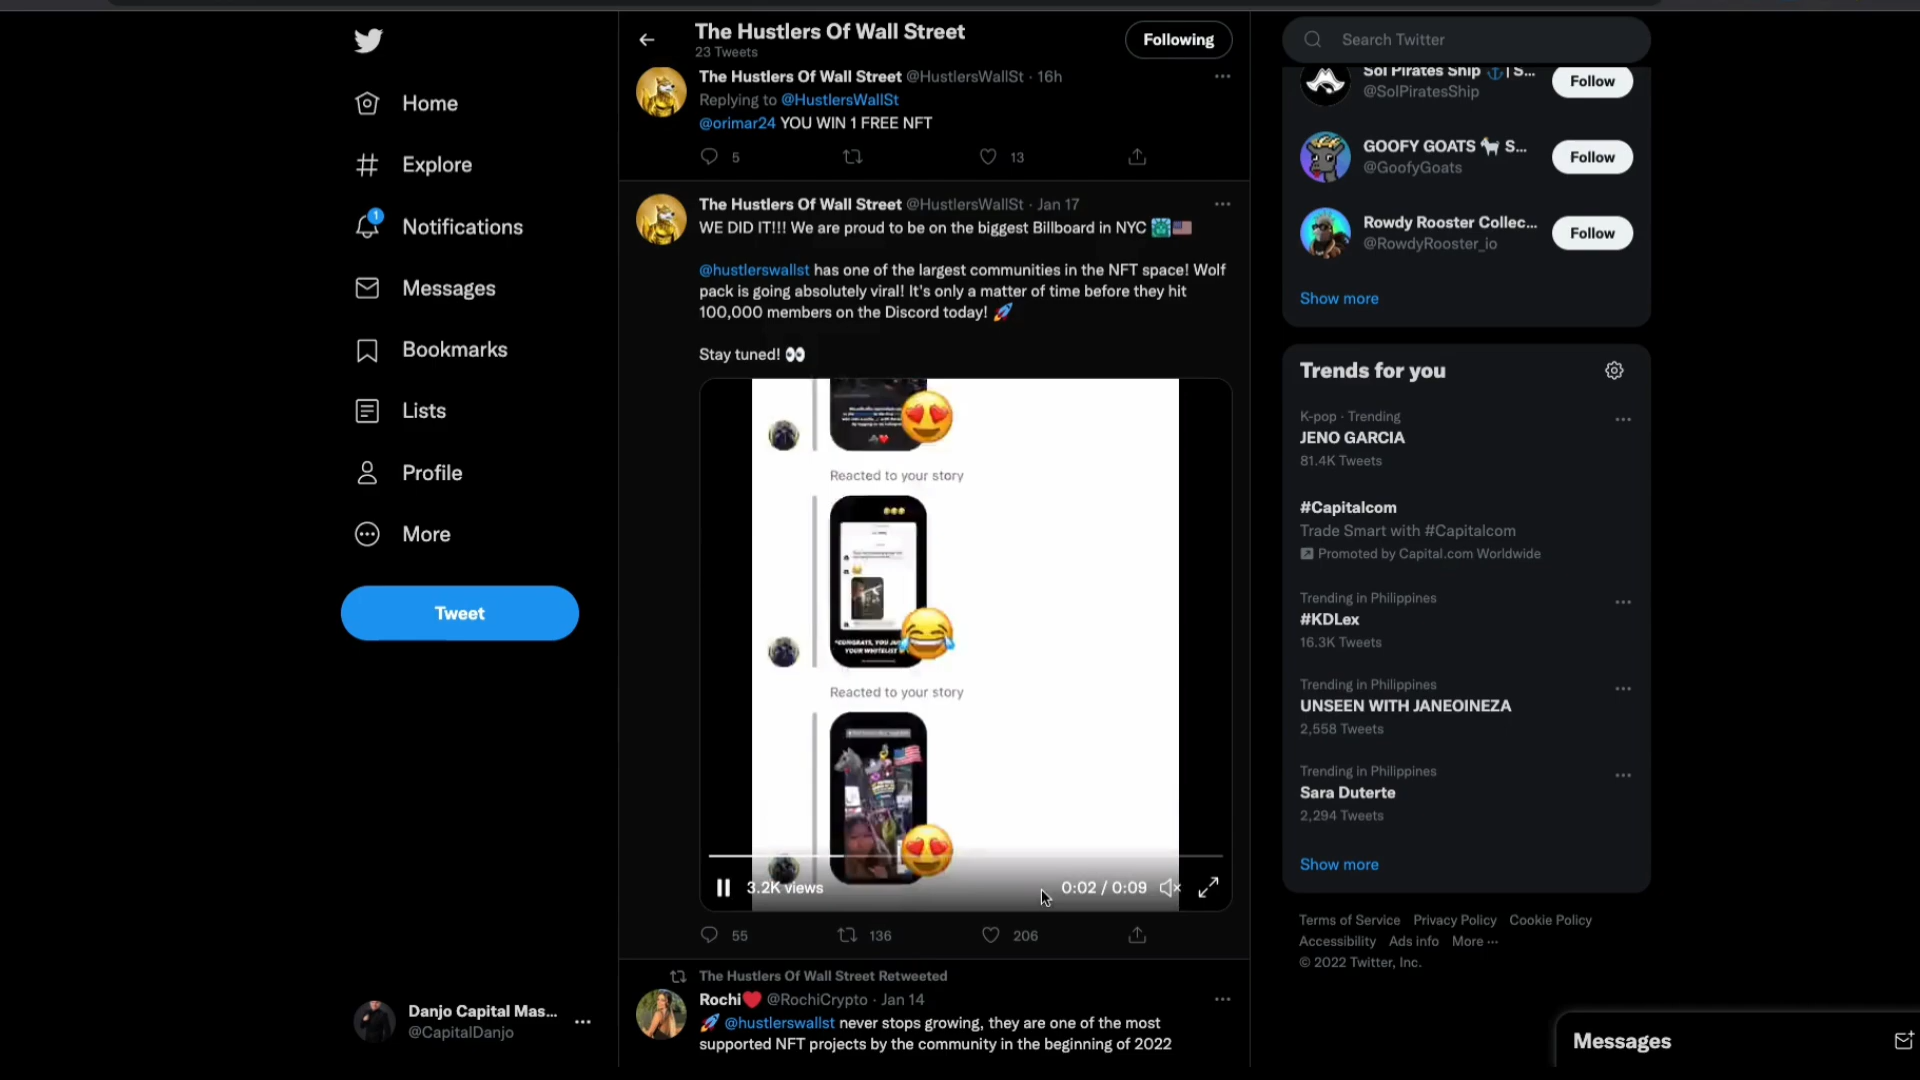 Home
Explore
1
Notifications
Messages
Bookmarks
Lists
Profile
More
Tweet
Danjo Capital Mas...
@CapitalDanjo
The Hustlers Of Wall Street
23 Tweets
Following
The Hustlers Of Wall Street @HustlersWallSt · 16h
Replying to @HustlersWallSt
@orimar24 YOU WIN 1 FREE NFT
5
13
The Hustlers Of Wall Street @HustlersWallSt · Jan 17
WE DID IT!!! We are proud to be on the biggest Billboard in NYC 🗽🇺🇸
@hustlerswallst has one of the largest communities in the NFT space! Wolf
pack is going absolutely viral! It's only a matter of time before they hit
100,000 members on the Discord today! 🚀
Stay tuned! 👀
Reacted to your story
YOUR WHITELIST
Reacted to your story
3.2K views
0:02 / 0:09
55
136
206
The Hustlers Of Wall Street Retweeted
Rochi❤️ @RochiCrypto · Jan 14
🚀 @hustlerswallst never stops growing, they are one of the most
supported NFT projects by the community in the beginning of 2022
Search Twitter
Sol Pirates Ship ⚓ | S...
@SolPiratesShip
Follow
GOOFY GOATS 🐐 S...
@GoofyGoats
Follow
Rowdy Rooster Collec...
@RowdyRooster_io
Follow
Show more
Trends for you
K-pop · Trending
JENO GARCIA
81.4K Tweets
#Capitalcom
Trade Smart with #Capitalcom
Promoted by Capital.com Worldwide
Trending in Philippines
#KDLex
16.3K Tweets
Trending in Philippines
UNSEEN WITH JANEOINEZA
2,558 Tweets
Trending in Philippines
Sara Duterte
2,294 Tweets
Show more
Terms of Service Privacy Policy Cookie Policy
Accessibility Ads info More ···
© 2022 Twitter, Inc.
Messages